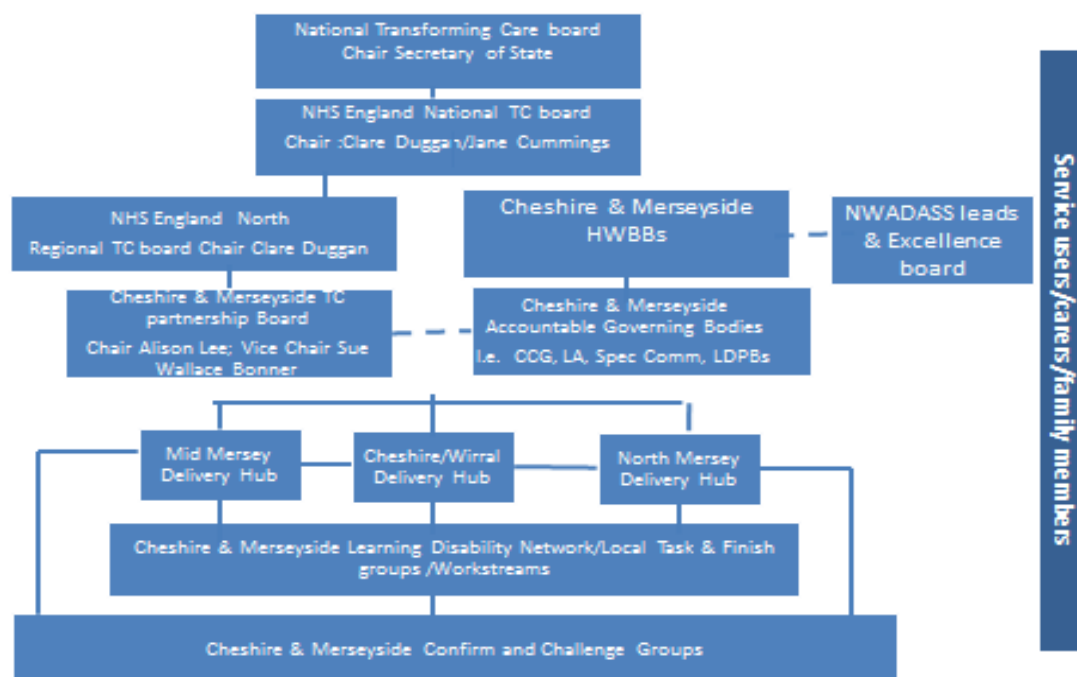 National Transforming Care board
Chair Secretary of State
NHS England National TC board
Chair :Clare Duggan/Jane Cummings
NHS England North
Regional TC board Chair Clare Duggan
Cheshire & Merseyside
HWBBs
NWADASS leads
& Excellence
board
Cheshire & Merseyside TC
partnership Board
Chair Alison Lee; Vice Chair Sue
Wallace Bonner
Cheshire & Merseyside
Accountable Governing Bodies
I.e. CCG, LA, Spec Comm, LDPBs
Mid Mersey
Delivery Hub
Cheshire/Wirral
Delivery Hub
North Mersey
Delivery Hub
Cheshire & Merseyside Learning Disability Network/Local Task & Finish
groups /Workstreams
Cheshire & Merseyside Confirm and Challenge Groups
Service users/carers/family members